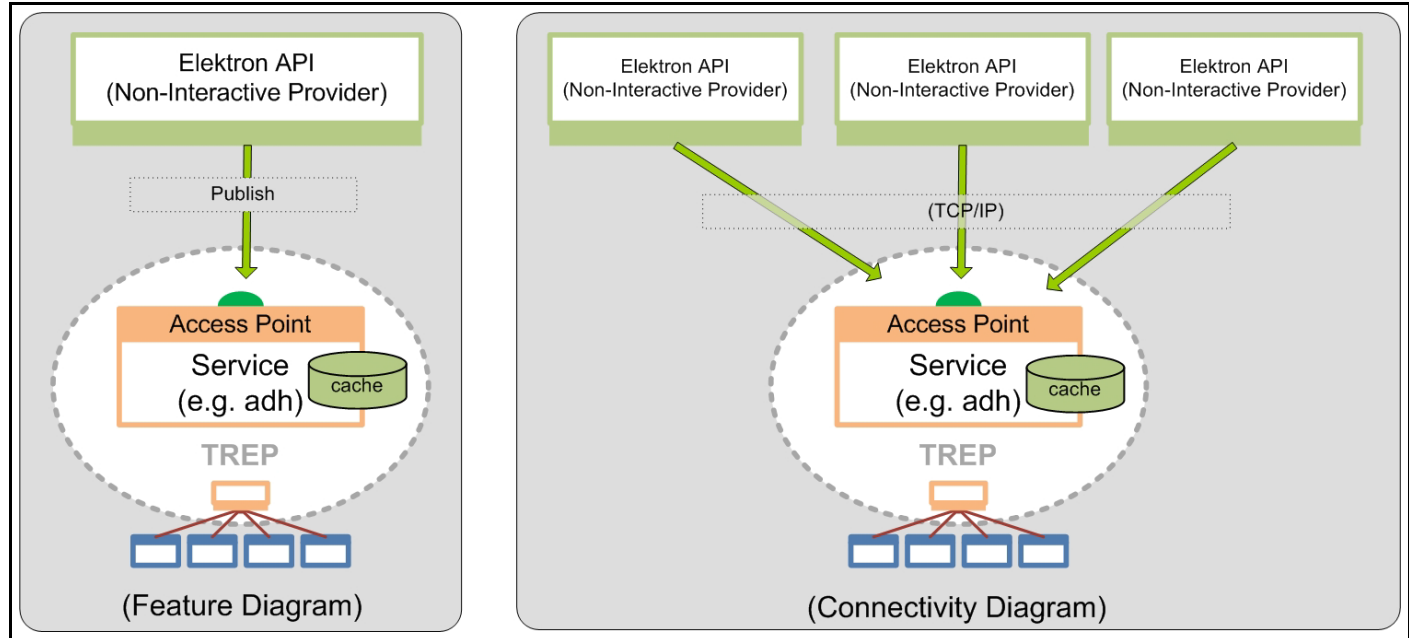 Elektron API
(Non-Interactive Provider)
Publish
Access Point
Service
(e.g. adh)
cache
TREP
(Feature Diagram)
Elektron API
(Non-Interactive Provider)
Elektron API
(Non-Interactive Provider)
Elektron API
(Non-Interactive Provider)
(TCP/IP)
Access Point
Service
(e.g. adh)
cache
TREP
(Connectivity Diagram)